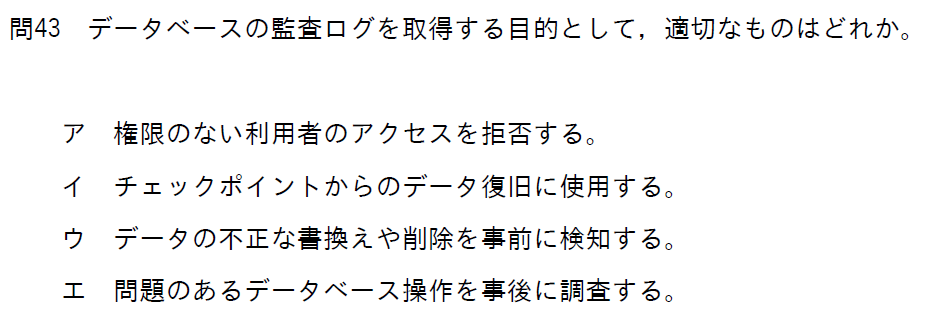 問43　データベースの監査ログを取得する目的として，適切なものはどれか。
ア　権限のない利用者のアクセスを拒否する。
イ　チェックポイントからのデータ復旧に使用する。
ウ　データの不正な書換えや削除を事前に検知する。
エ　問題のあるデータベース操作を事後に調査する。